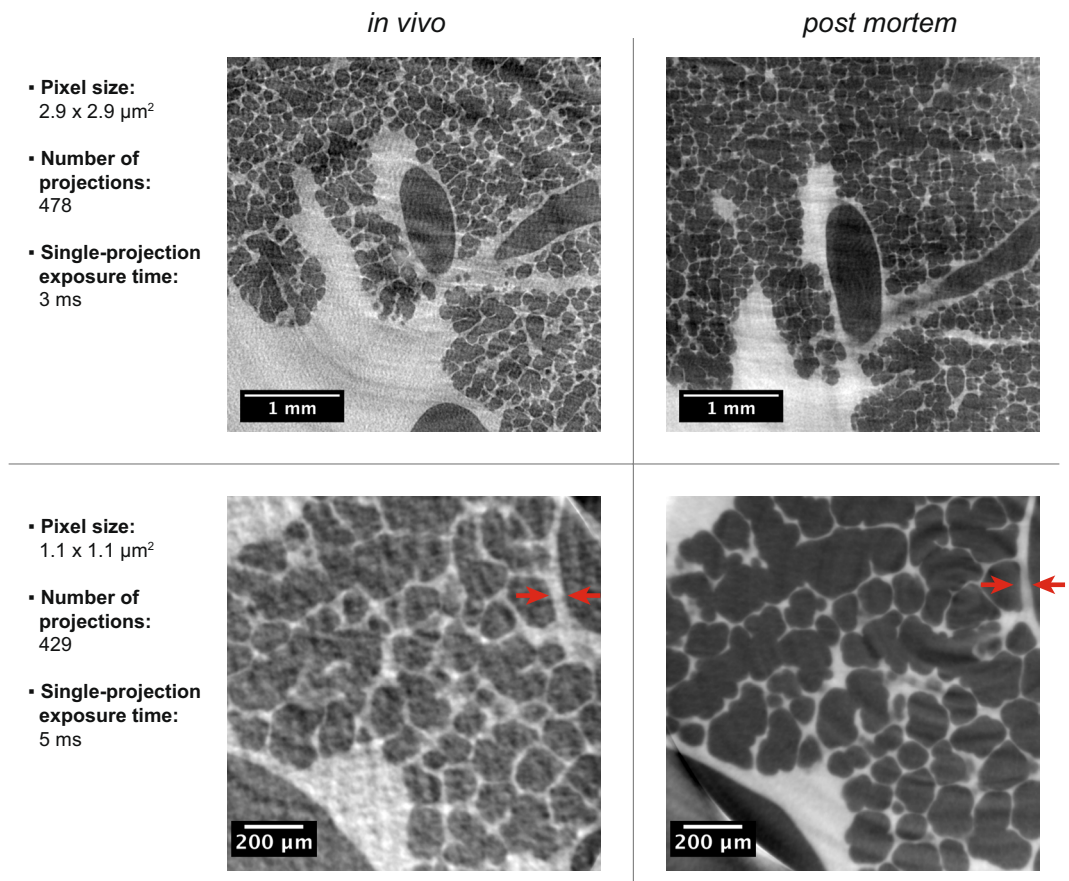 in vivo
post mortem
▪ Pixel size:
2.9 x 2.9 µm²
▪ Number of
projections:
478
▪ Single-projection
exposure time:
3 ms
1 mm
1 mm
▪ Pixel size:
1.1 x 1.1 µm²
▪ Number of
projections:
429
▪ Single-projection
exposure time:
5 ms
200 µm
200 µm